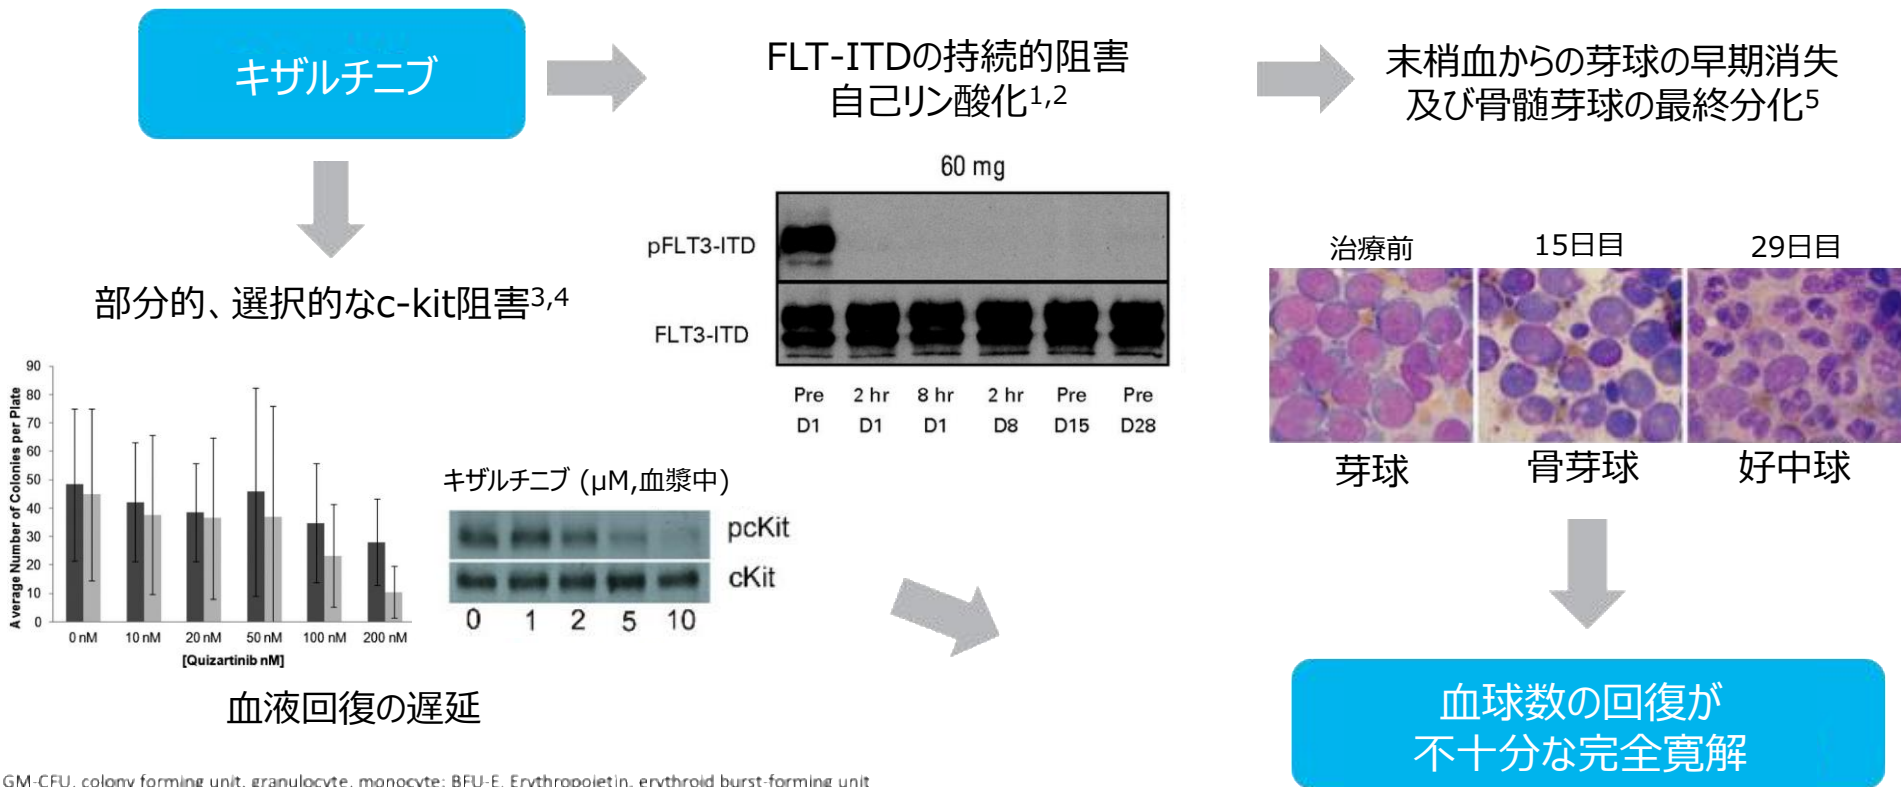 キザルチニブ
FLT-ITDの持続的阻害
自己リン酸化1,2
末梢血からの芽球の早期消失
及び骨髄芽球の最終分化5
部分的、選択的なc-kit阻害3,4
60 mg
pFLT3-ITD
FLT3-ITD
Pre 2 hr 8 hr 2 hr Pre Pre
D1 D1 D1 D8 D15 D28
治療前 15日目 29日目
芽球 骨芽球 好中球
Average Number of Colonies per Plate
90
80
70
60
50
40
30
20
10
0
0 nM 10 nM 20 nM 50 nM 100 nM 200 nM
[Quizartinib nM]
キザルチニブ (μM,血漿中)
pcKit
cKit
0 1 2 5 10
血液回復の遅延
血球数の回復が
不十分な完全寛解
GM-CFU, colony forming unit, granulocyte, monocyte; BFU-E, Erythropoietin, erythroid burst-forming unit